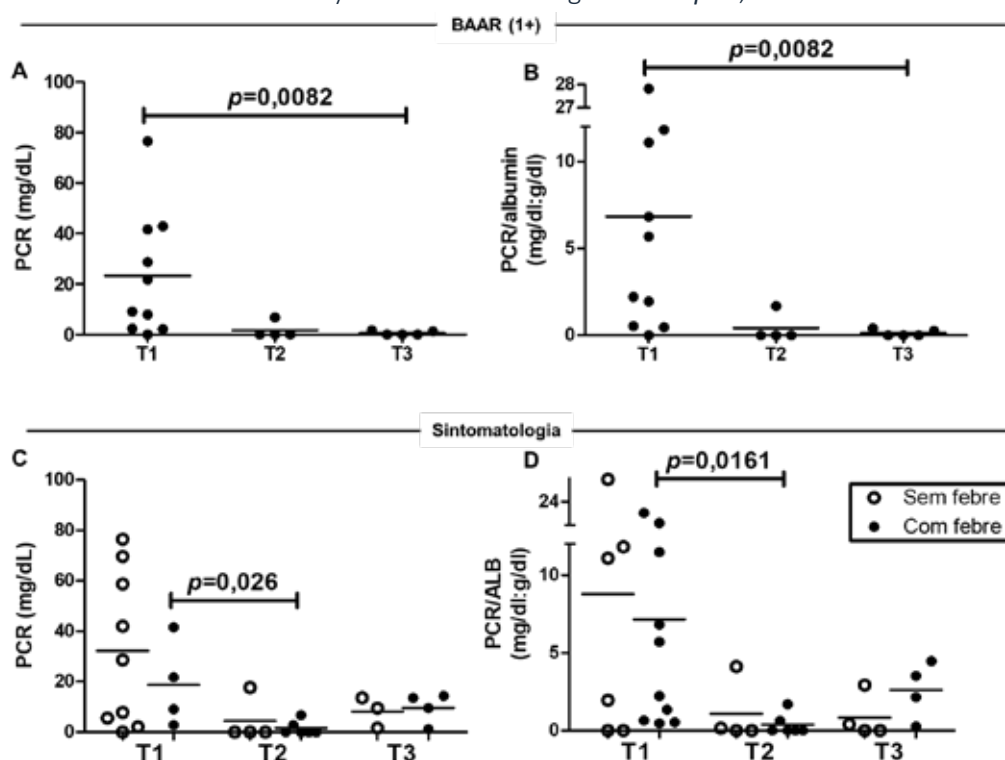 BAAR (1+)
A
p=0,0082
PCR (mg/dL)
100
80
60
40
20
0
T1
T2
T3
B
p=0,0082
PCR/albumin
(mg/dl:g/dl)
28
27
10
5
0
T1
T2
T3
Sintomatologia
C
p=0,026
PCR (mg/dL)
100
80
60
40
20
0
T1
T2
T3
D
p=0,0161
PCR/ALB
(mg/dl:g/dl)
24
10
5
0
T1
T2
T3
Sem febre
Com febre